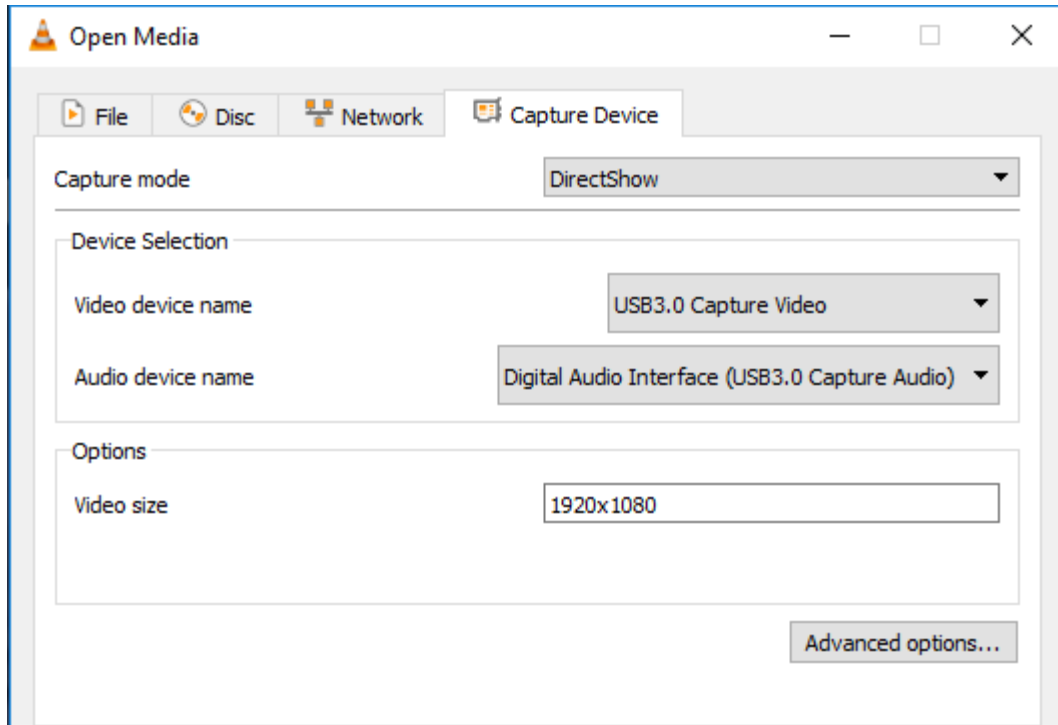 Open Media
File Disc Network Capture Device
Capture mode DirectShow
Device Selection
Video device name USB3.0 Capture Video
Audio device name Digital Audio Interface (USB3.0 Capture Audio)
Options
Video size 1920x1080
Advanced options...